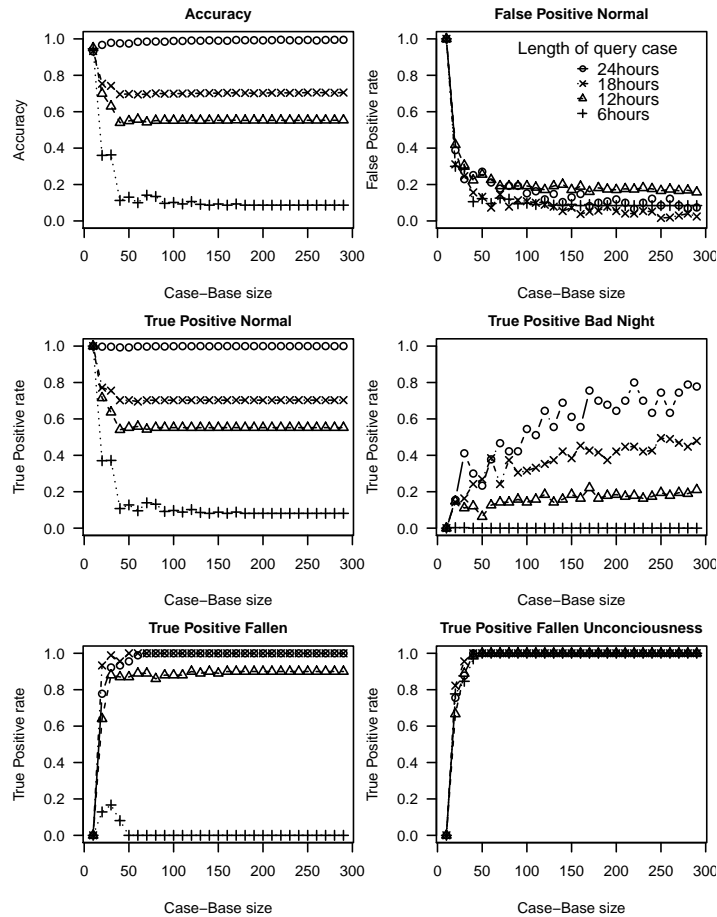 Accuracy
Accuracy
1.0
0.8
0.6
0.4
0.2
0.0
0 50 100 150 200 250 300
Case−Base size
False Positive Normal
False Positive rate
1.0
0.8
0.6
0.4
0.2
0.0
Length of query case
24hours
18hours
12hours
6hours
0 50 100 150 200 250 300
Case−Base size
True Positive Normal
True Positive rate
1.0
0.8
0.6
0.4
0.2
0.0
0 50 100 150 200 250 300
Case−Base size
True Positive Bad Night
True Positive rate
1.0
0.8
0.6
0.4
0.2
0.0
0 50 100 150 200 250 300
Case−Base size
True Positive Fallen
True Positive rate
1.0
0.8
0.6
0.4
0.2
0.0
0 50 100 150 200 250 300
Case−Base size
True Positive Fallen Unconciousness
True Positive rate
1.0
0.8
0.6
0.4
0.2
0.0
0 50 100 150 200 250 300
Case−Base size